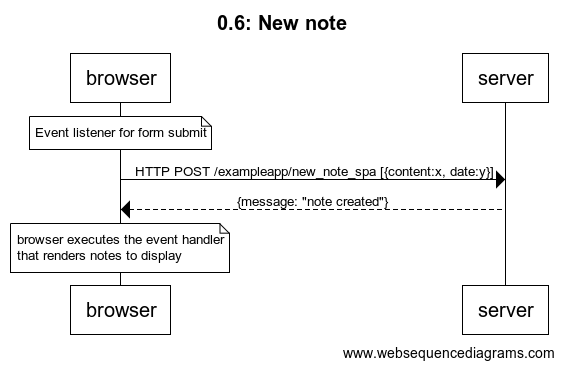 0.6: New note
browser
server
Event listener for form submit
HTTP POST /exampleapp/new_note_spa [{content:x, date:y}]
{message: "note created"}
browser executes the event handler
that renders notes to display
browser
server
www.websequencediagrams.com